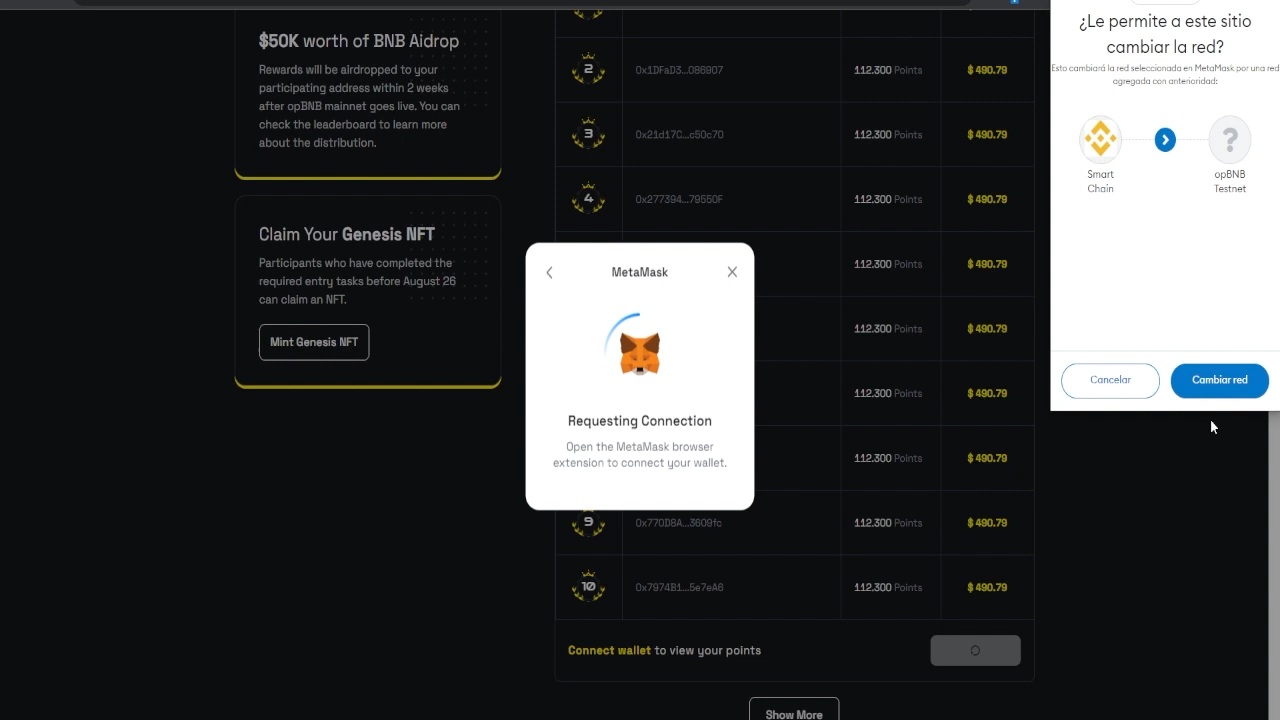 $50K worth of BNB Aidrop
Rewards will be airdropped to your
participating address within 2 weeks
after opBNB mainnet goes live. You can
check the leaderboard to learn more
about the distribution.
Claim Your Genesis NFT
Participants who have completed the
required entry tasks before August 26
can claim an NFT.
Mint Genesis NFT
2 0x1DFaD3...086907 112.300 Points $ 490.79
3 0x21d17C...c50c70 112.300 Points $ 490.79
4 0x277394...79550F 112.300 Points $ 490.79
112.300 Points $ 490.79
112.300 Points $ 490.79
112.300 Points $ 490.79
112.300 Points $ 490.79
9 0x770D8A...3609fc 112.300 Points $ 490.79
10 0x7974B1...5e7eA6 112.300 Points $ 490.79
Connect wallet to view your points
Show More
MetaMask
Requesting Connection
Open the MetaMask browser
extension to connect your wallet.
¿Le permite a este sitio
cambiar la red?
Esto cambiará la red seleccionada en MetaMask por una red
agregada con anterioridad:
?
Smart
Chain
opBNB
Testnet
Cancelar
Cambiar red